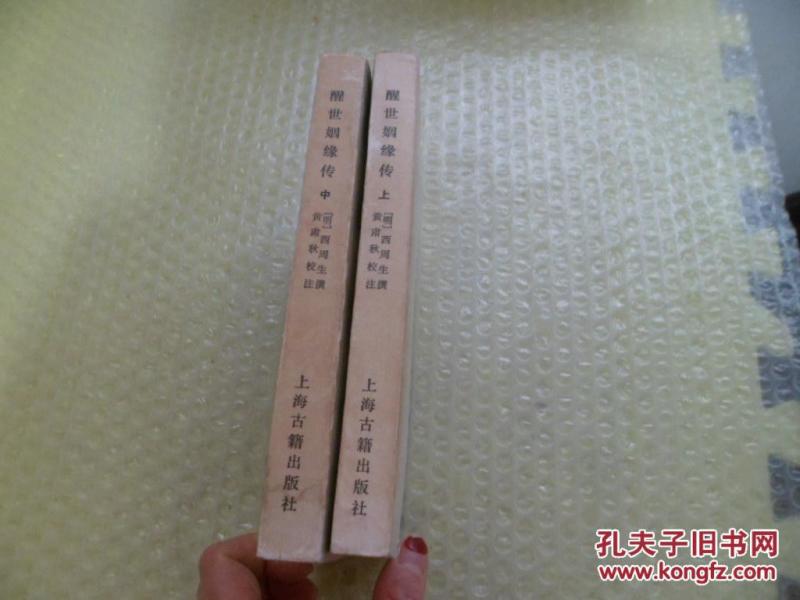 醒世姻缘传 中
[明]西周生撰
黄肃秋校注
上海古籍出版社
醒世姻缘传 上
[明]西周生撰
黄肃秋校注
上海古籍出版社
孔夫子旧书网
www.kongfz.com